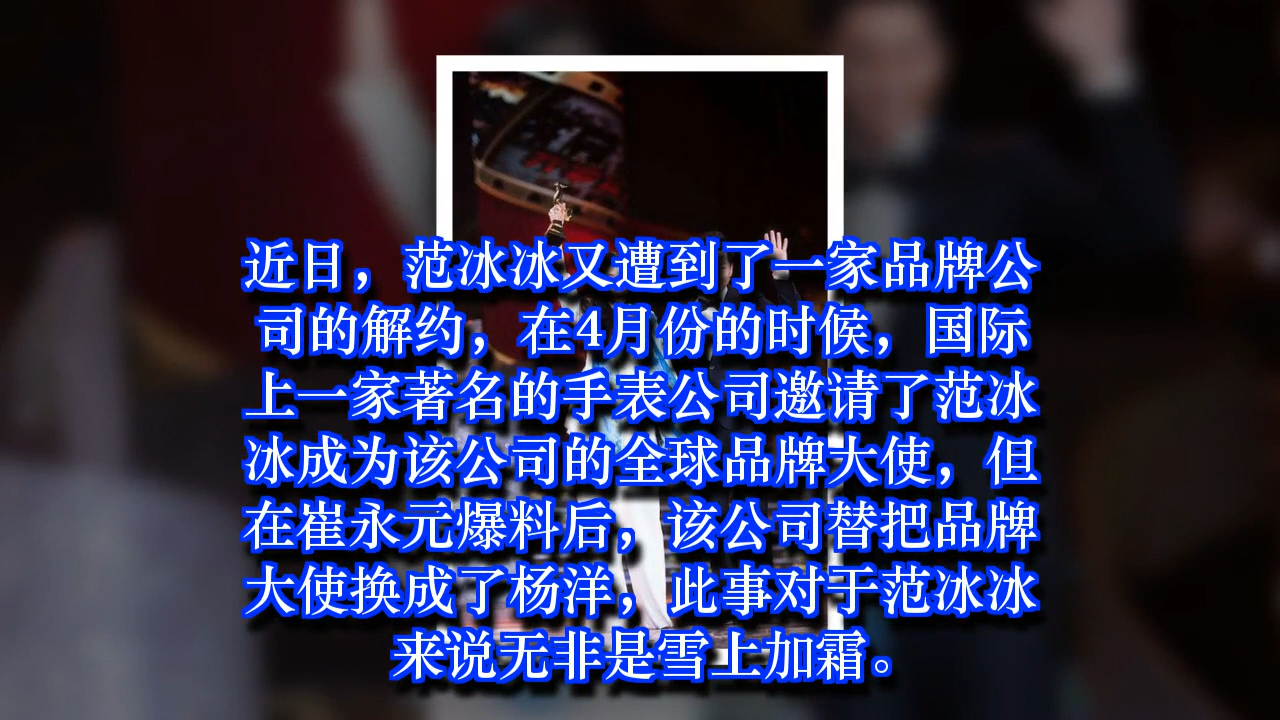 近日，范冰冰又遭到了一家品牌公
司的解约，在4月份的时候，国际
上一家著名的手表公司邀请了范冰
冰成为该公司的全球品牌大使，但
在崔永元爆料后，该公司替把品牌
大使换成了杨洋，此事对于范冰冰
来说无非是雪上加霜。